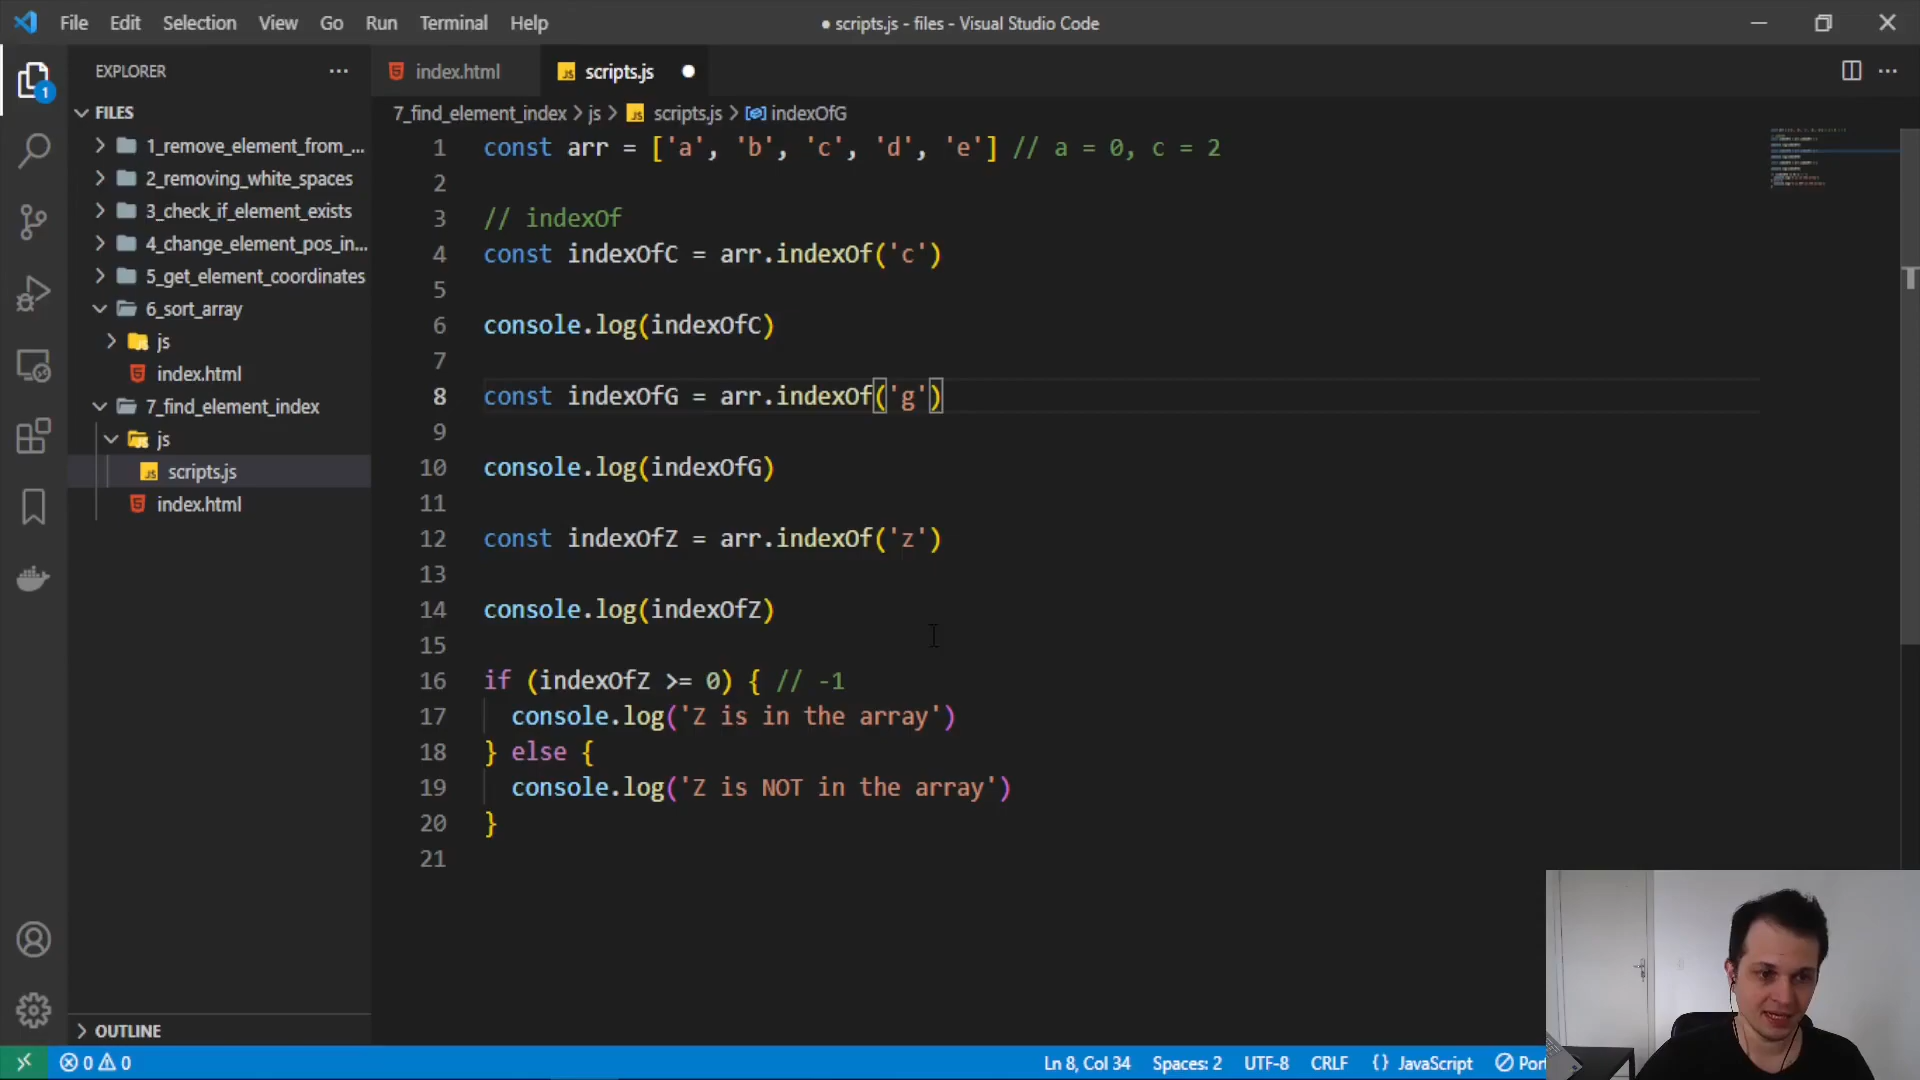 File Edit Selection View Go Run Terminal Help
● scripts.js - files - Visual Studio Code
EXPLORER
index.html
JS scripts.js
1
FILES
7_find_element_index > js > JS scripts.js > indexOfG
1_remove_element_from_...
2_removing_white_spaces
3_check_if_element_exists
4_change_element_pos_in...
5_get_element_coordinates
6_sort_array
js
index.html
7_find_element_index
js
JS scripts.js
index.html
OUTLINE
1 const arr = ['a', 'b', 'c', 'd', 'e'] // a = 0, c = 2
2
3 // indexOf
4 const indexOfC = arr.indexOf('c')
5
6 console.log(indexOfC)
7
8 const indexOfG = arr.indexOf('g')
9
10 console.log(indexOfG)
11
12 const indexOfZ = arr.indexOf('z')
13
14 console.log(indexOfZ)
15
16 if (indexOfZ >= 0) { // -1
17 console.log('Z is in the array')
18 } else {
19 console.log('Z is NOT in the array')
20 }
21
0 0 Ln 8, Col 34 Spaces: 2 UTF-8 CRLF {} JavaScript